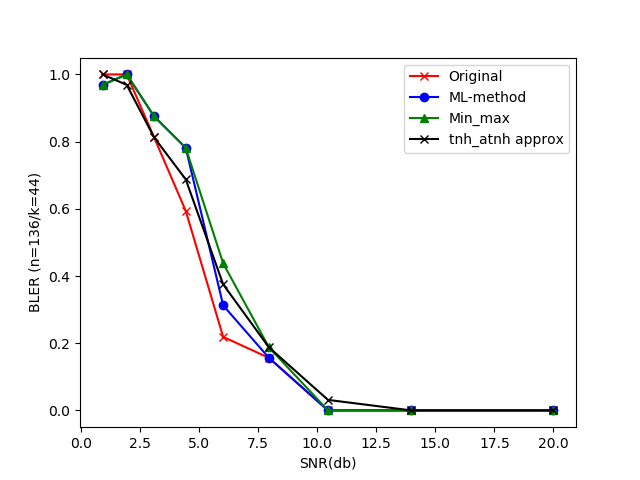 Original
ML-method
Min_max
tnh_atnh approx
BLER (n=136/k=44)
1.0
0.8
0.6
0.4
0.2
0.0
0.0 2.5 5.0 7.5 10.0 12.5 15.0 17.5 20.0
SNR(db)